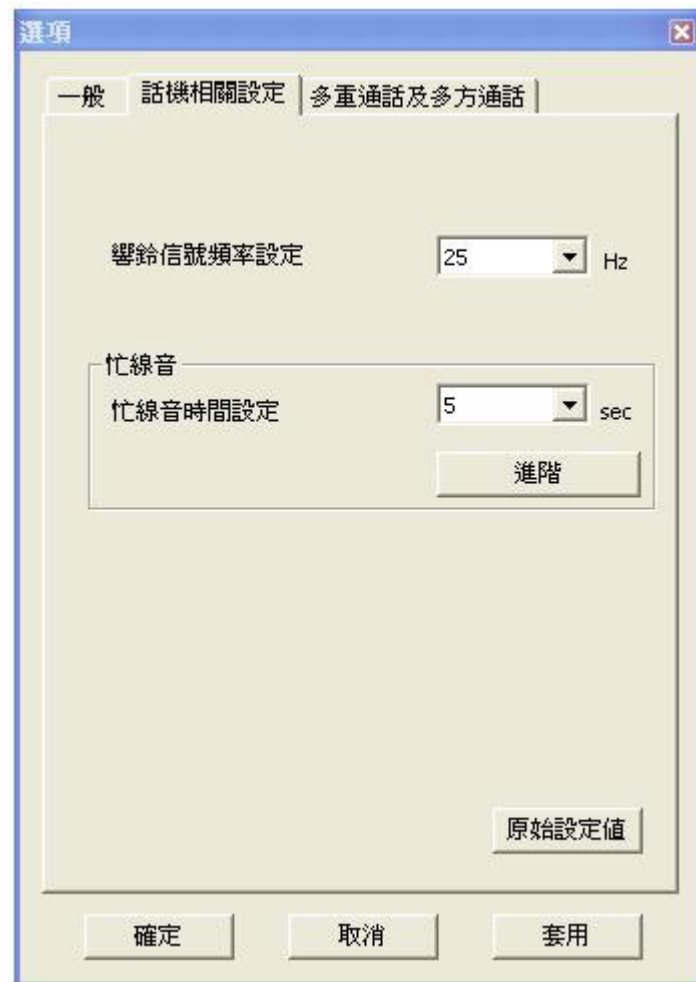 選項
一般 話機相關設定 多重通話及多方通話
響鈴信號頻率設定 25 Hz
忙線音
忙線音時間設定 5 sec
進階
原始設定值
確定 取消 套用